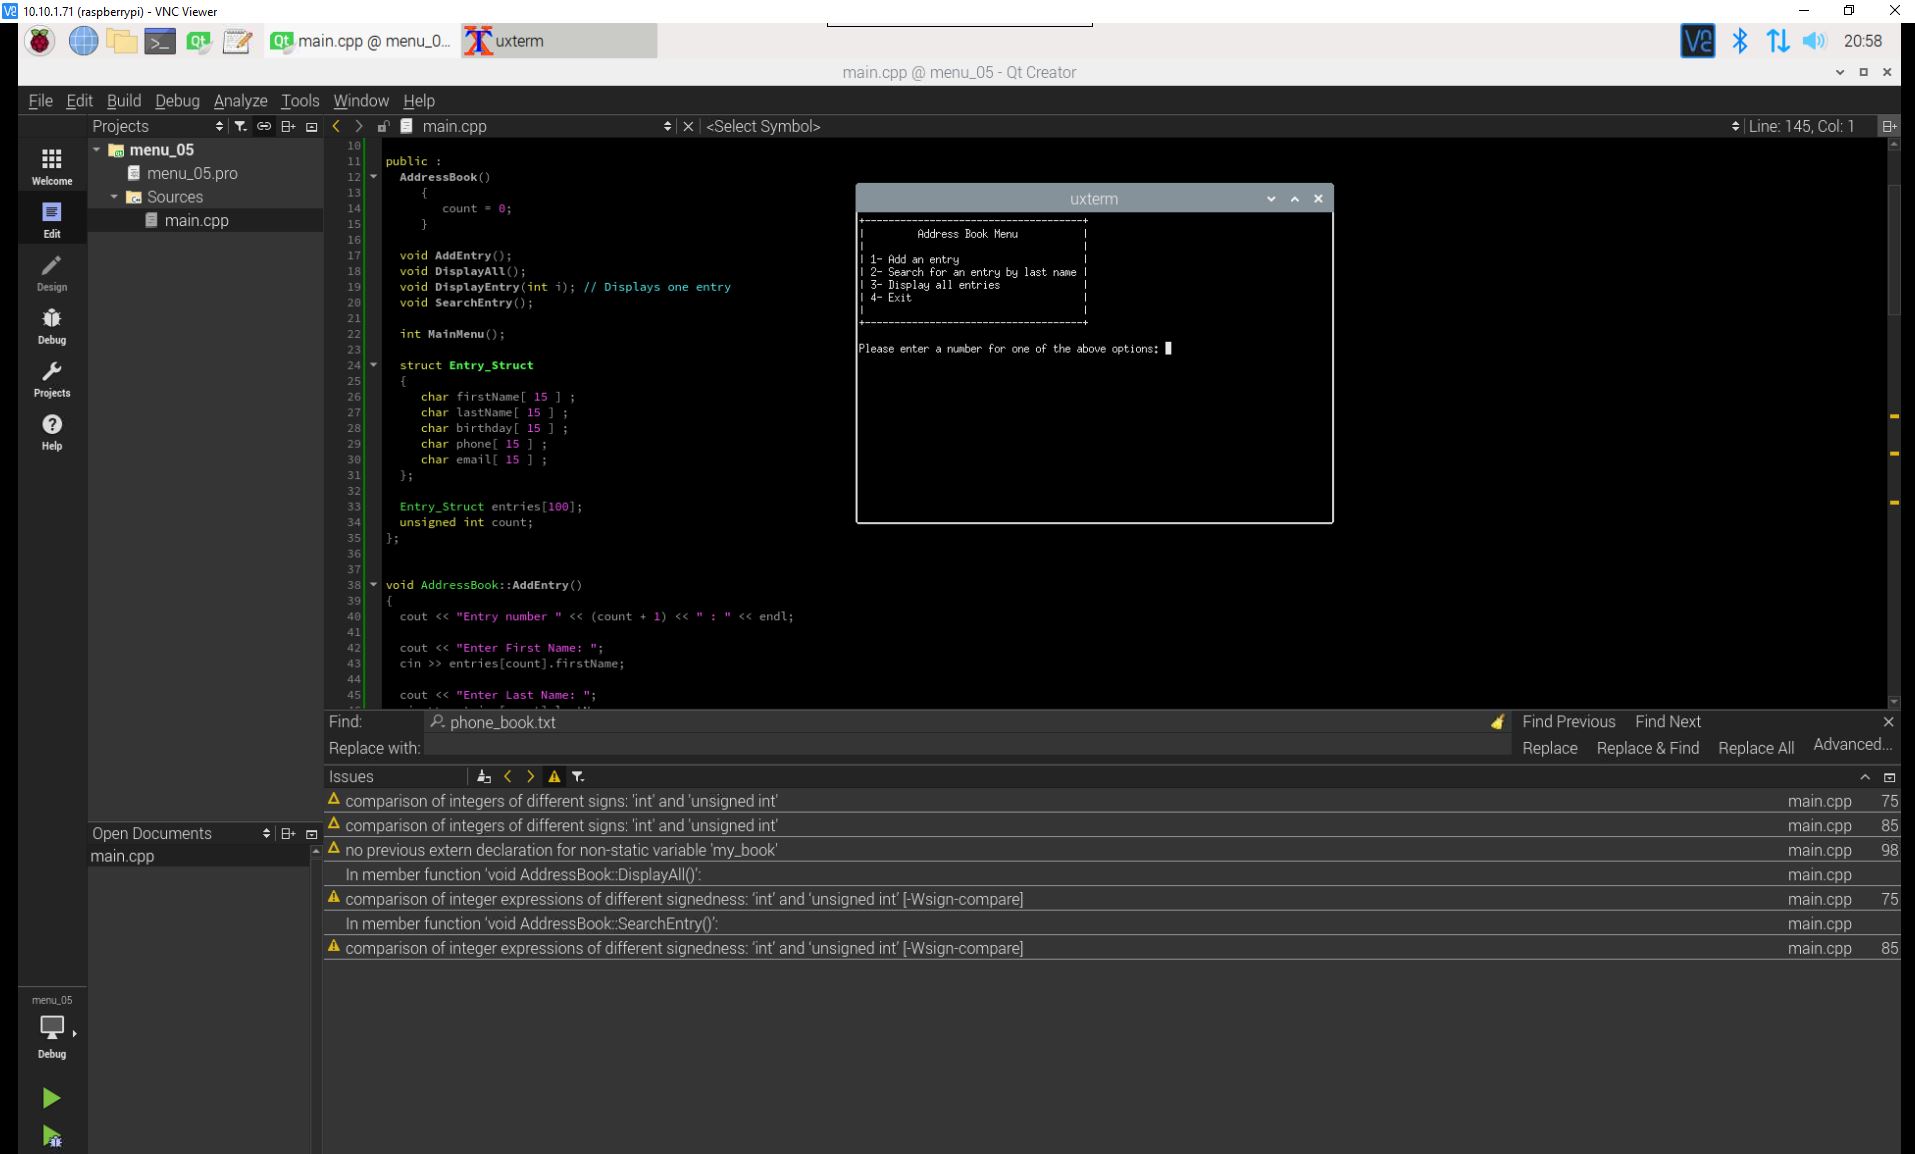 10.10.1.71 (raspberrypi) - VNC Viewer
main.cpp @ menu_0...
uxterm
20:58
main.cpp @ menu_05 - Qt Creator
File Edit Build Debug Analyze Tools Window Help
Projects
main.cpp
<Select Symbol>
Line: 145, Col: 1
Welcome
Edit
Design
Debug
Projects
Help
menu_05
menu_05.pro
Sources
main.cpp
10
11 public :
12 AddressBook()
13 {
14 count = 0;
15 }
16
17 void AddEntry();
18 void DisplayAll();
19 void DisplayEntry(int i); // Displays one entry
20 void SearchEntry();
21
22 int MainMenu();
23
24 struct Entry_Struct
25 {
26 char firstName[ 15 ] ;
27 char lastName[ 15 ] ;
28 char birthday[ 15 ] ;
29 char phone[ 15 ] ;
30 char email[ 15 ] ;
31 };
32
33 Entry_Struct entries[100];
34 unsigned int count;
35 };
36
37
38 void AddressBook::AddEntry()
39 {
40 cout << "Entry number " << (count + 1) << " : " << endl;
41
42 cout << "Enter First Name: ";
43 cin >> entries[count].firstName;
44
45 cout << "Enter Last Name: ";
uxterm
Address Book Menu
1- Add an entry
2- Search for an entry by last name
3- Display all entries
4- Exit
Please enter a number for one of the above options:
Find: phone_book.txt Find Previous Find Next
Replace with: Replace Replace & Find Replace All Advanced...
Issues
comparison of integers of different signs: 'int' and 'unsigned int' main.cpp 75
comparison of integers of different signs: 'int' and 'unsigned int' main.cpp 85
no previous extern declaration for non-static variable 'my_book' main.cpp 98
In member function ‘void AddressBook::DisplayAll()’: main.cpp
comparison of integer expressions of different signedness: ‘int’ and ‘unsigned int’ [-Wsign-compare] main.cpp 75
In member function ‘void AddressBook::SearchEntry()’: main.cpp
comparison of integer expressions of different signedness: ‘int’ and ‘unsigned int’ [-Wsign-compare] main.cpp 85
Open Documents
main.cpp
menu_05
Debug